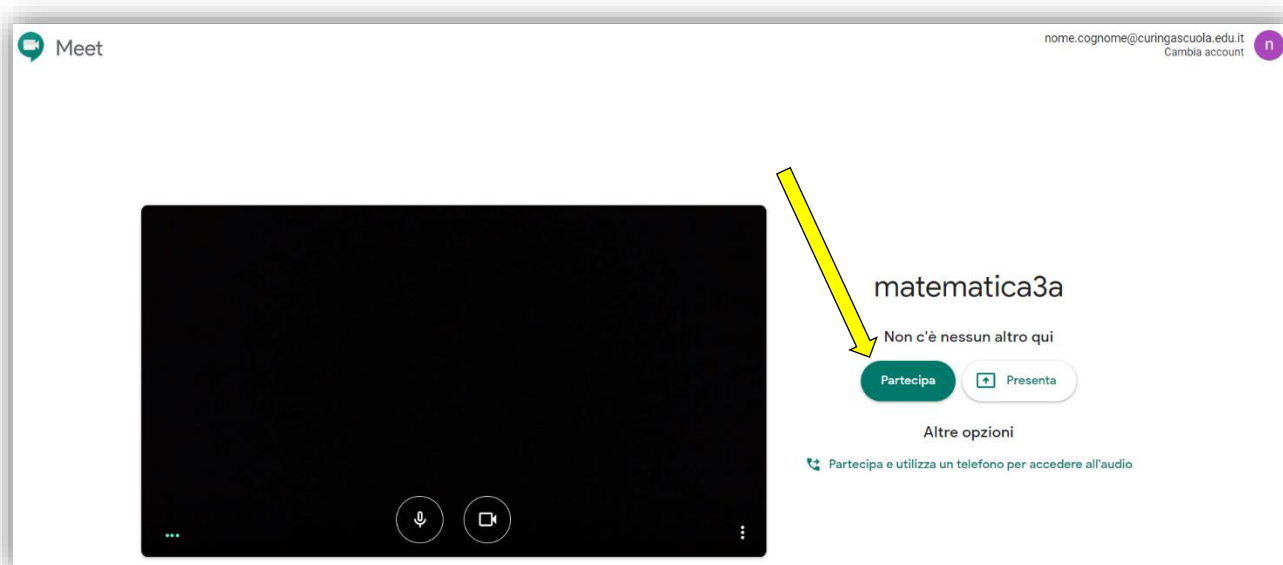 Meet
nome.cognome@curingascuola.edu.it
Cambia account
n
matematica3a
Non c'è nessun altro qui
Partecipa
Presenta
Altre opzioni
Partecipa e utilizza un telefono per accedere all'audio